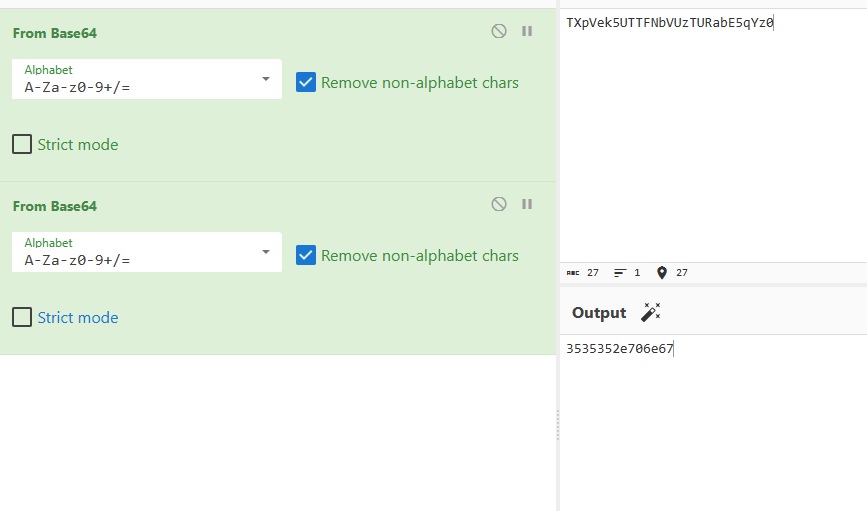 From Base64
Alphabet
A-Za-z0-9+/=
Remove non-alphabet chars
Strict mode
From Base64
Alphabet
A-Za-z0-9+/=
Remove non-alphabet chars
Strict mode
TXpVek5UTTFNbVUzTURabE5qYz0
ABC 27 1 27
Output
3535352e706e67